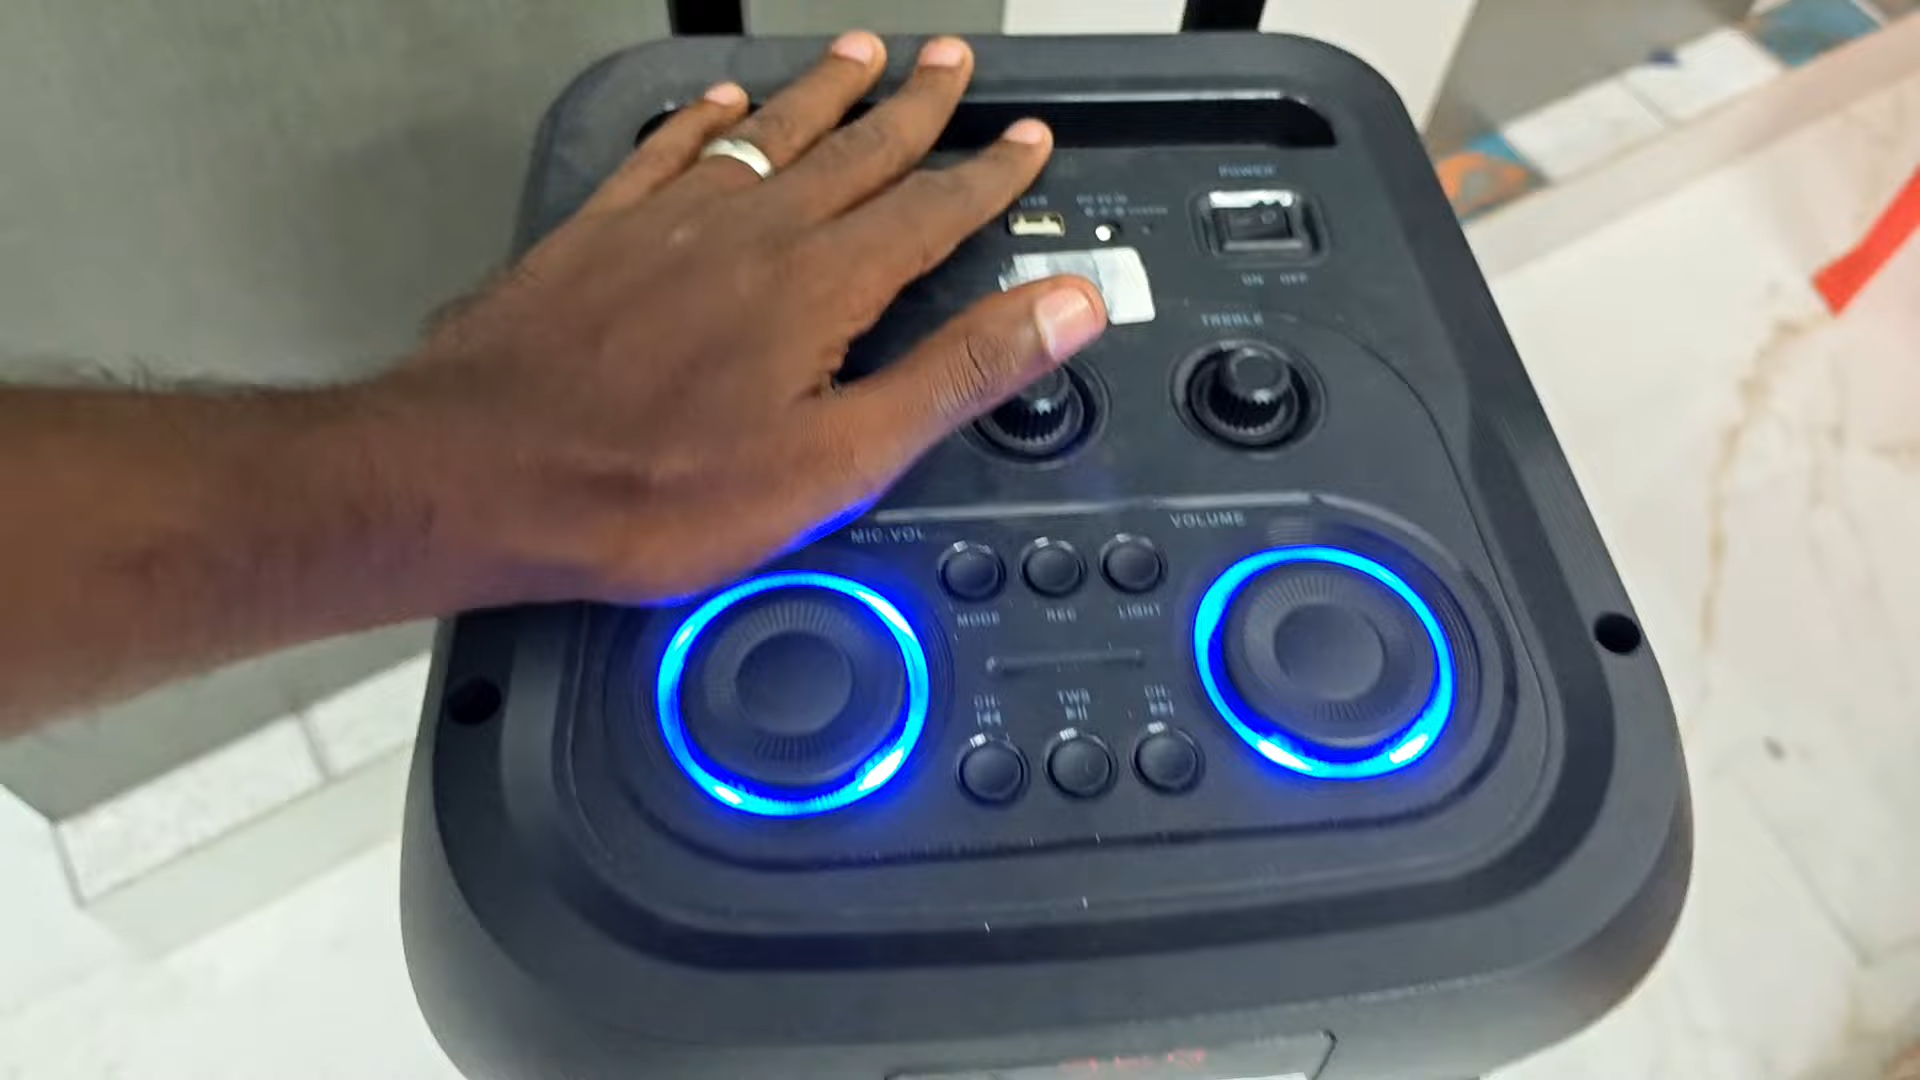 POWER
USB
ON OFF
TREBLE
MIC.VOL
VOLUME
MODE REC LIGHT
CH- TWS CH-